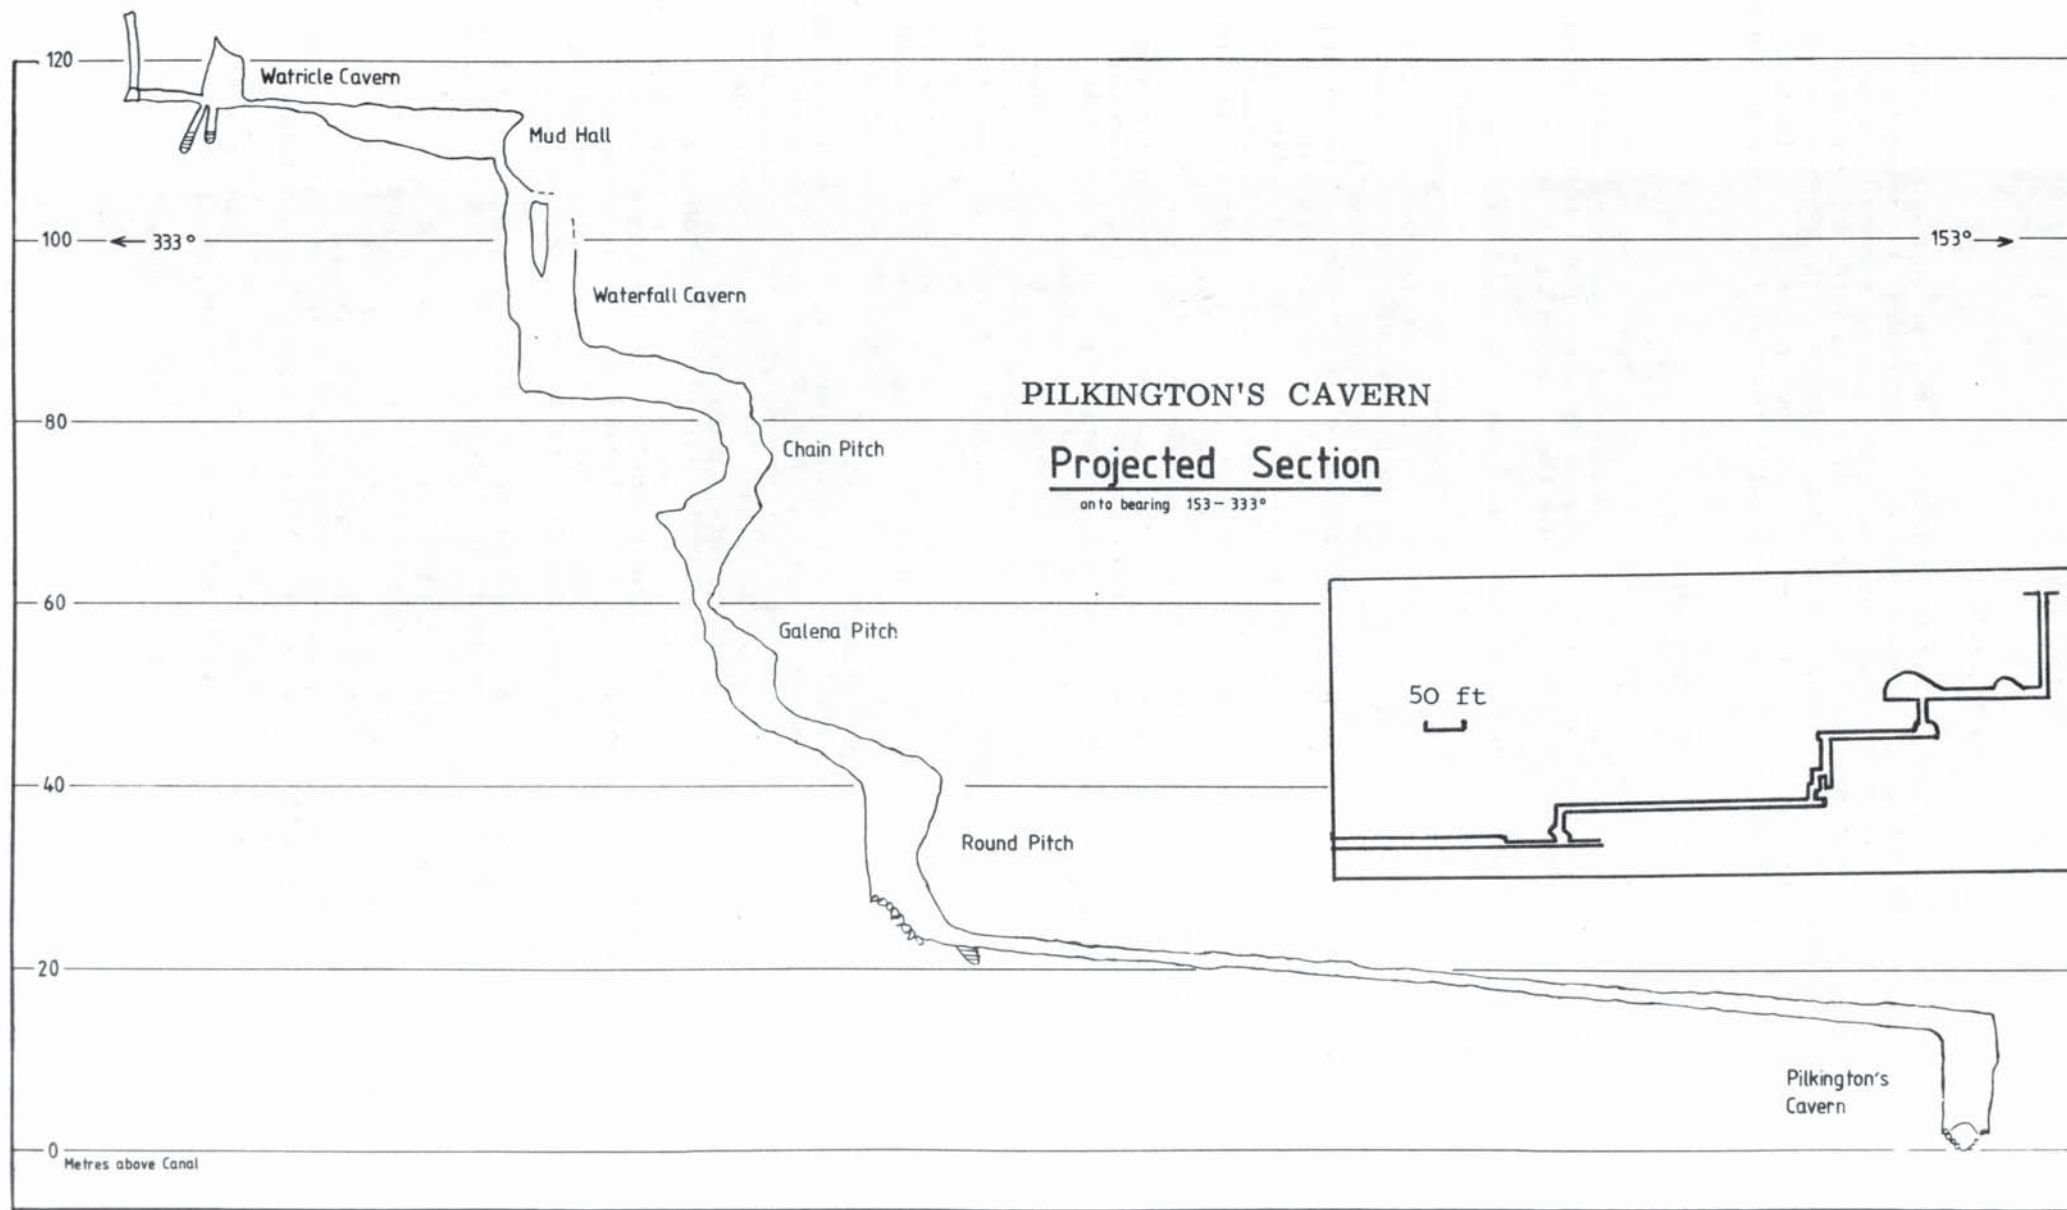 120
Watricle Cavern
Mud Hall
100
← 333°
153° →
Waterfall Cavern
PILKINGTON'S CAVERN
80
Chain Pitch
Projected Section
onto bearing 153 – 333°
60
Galena Pitch
50 ft
40
Round Pitch
20
Pilkington's
Cavern
0
Metres above Canal